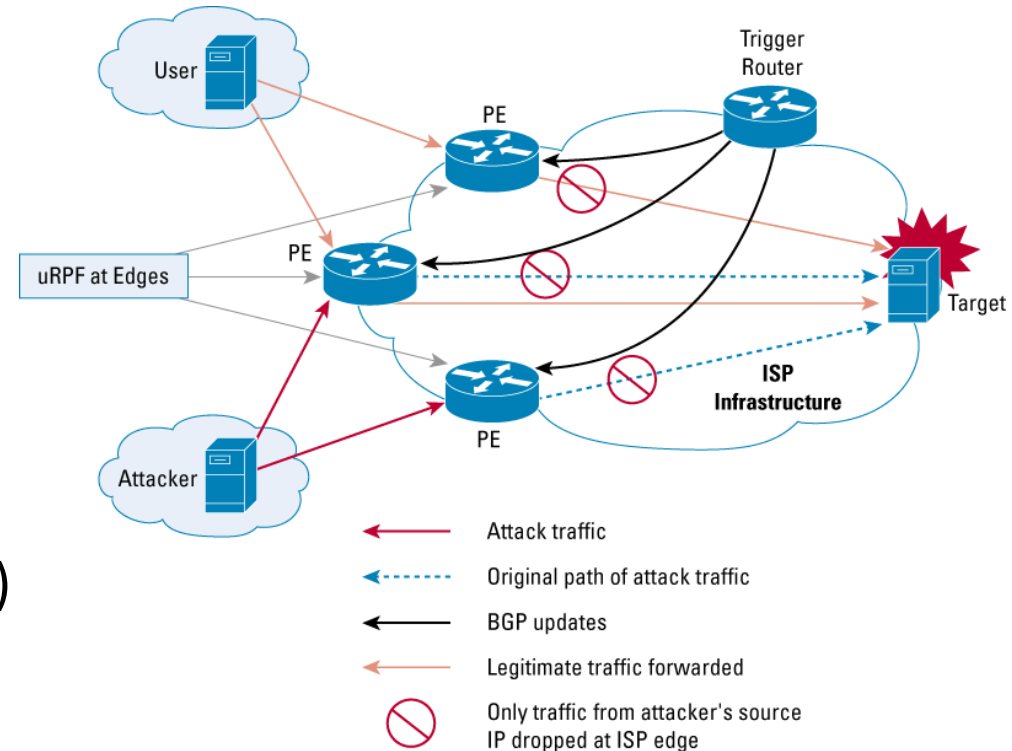 Trigger
Router
User
PE
PE
uRPF at Edges
Target
ISP
Infrastructure
PE
Attacker
Attack traffic
)
Original path of attack traffic
BGP updates
Legitimate traffic forwarded
Only traffic from attacker's source
IP dropped at ISP edge